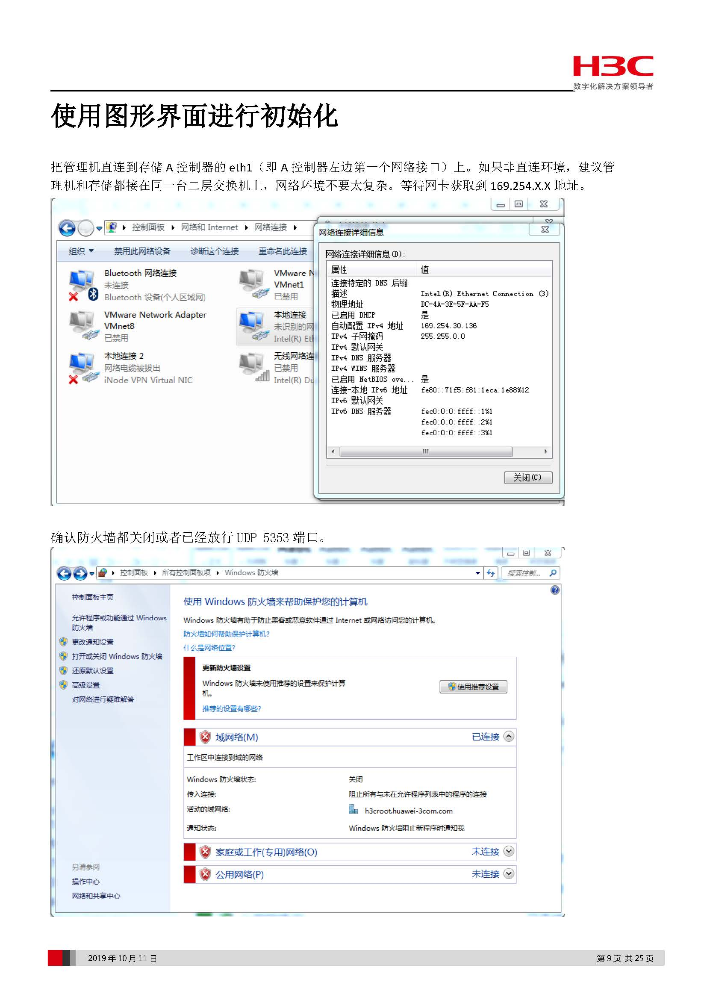 H3C
数字化解决方案领导者
使用图形界面进行初始化
把管理机直连到存储 A 控制器的 eth1（即 A 控制器左边第一个网络接口）上。如果非直连环境，建议管
理机和存储都接在同一台二层交换机上，网络环境不要太复杂。等待网卡获取到 169.254.X.X 地址。
控制面板 网络和 Internet 网络连接
组织 禁用此网络设备 诊断这个连接 重命名此连接
Bluetooth 网络连接
未连接
Bluetooth 设备(个人区域网)
VMware N
VMnet1
已禁用
VMware Network Adapter
VMnet8
已禁用
本地连接
未识别的网
Intel(R) Eth
本地连接 2
网络电缆被拔出
iNode VPN Virtual NIC
无线网络连
已禁用
Intel(R) Du
网络连接详细信息
网络连接详细信息(D):
属性 值
连接特定的 DNS 后缀
描述 Intel(R) Ethernet Connection (3)
物理地址 DC-4A-3E-5F-AA-F5
已启用 DHCP 是
自动配置 IPv4 地址 169.254.30.136
IPv4 子网掩码 255.255.0.0
IPv4 默认网关
IPv4 DNS 服务器
IPv4 WINS 服务器
已启用 NetBIOS ove... 是
连接-本地 IPv6 地址 fe80::71f5:f81:1eca:1e88%12
IPv6 默认网关
IPv6 DNS 服务器 fec0:0:0:ffff::1%1
fec0:0:0:ffff::2%1
fec0:0:0:ffff::3%1
关闭(C)
确认防火墙都关闭或者已经放行 UDP 5353 端口。
控制面板 所有控制面板项 Windows 防火墙 搜索控制...
控制面板主页
允许程序或功能通过 Windows
防火墙
更改通知设置
打开或关闭 Windows 防火墙
还原默认设置
高级设置
对网络进行疑难解答
另请参阅
操作中心
网络和共享中心
使用 Windows 防火墙来帮助保护您的计算机
Windows 防火墙有助于防止黑客或恶意软件通过 Internet 或网络访问您的计算机。
防火墙如何帮助保护计算机?
什么是网络位置?
更新防火墙设置
Windows 防火墙未使用推荐的设置来保护计算
机。
使用推荐设置
推荐的设置有哪些?
域网络(M) 已连接
工作区中连接到域的网络
Windows 防火墙状态: 关闭
传入连接: 阻止所有与未在允许程序列表中的程序的连接
活动的域网络: h3croot.huawei-3com.com
通知状态: Windows 防火墙阻止新程序时通知我
家庭或工作(专用)网络(O) 未连接
公用网络(P) 未连接
2019 年 10 月 11 日
第 9 页 共 25 页